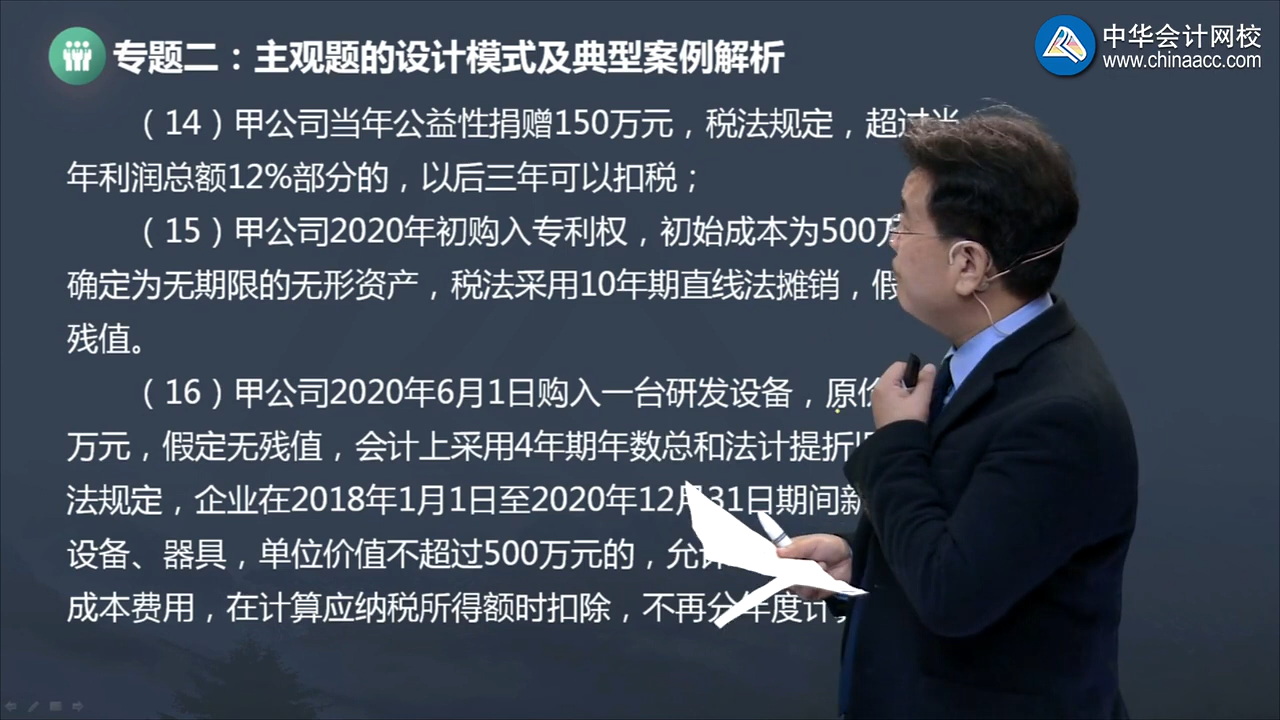 专题二：主观题的设计模式及典型案例解析
中华会计网校
www.chinaacc.com
（14）甲公司当年公益性捐赠150万元，税法规定，超过当
年利润总额12%部分的，以后三年可以扣税；
（15）甲公司2020年初购入专利权，初始成本为500万
确定为无期限的无形资产，税法采用10年期直线法摊销，假
残值。
（16）甲公司2020年6月1日购入一台研发设备，原价
万元，假定无残值，会计上采用4年期年数总和法计提折
法规定，企业在2018年1月1日至2020年12月31日期间新
设备、器具，单位价值不超过500万元的，允
成本费用，在计算应纳税所得额时扣除，不再分年度计